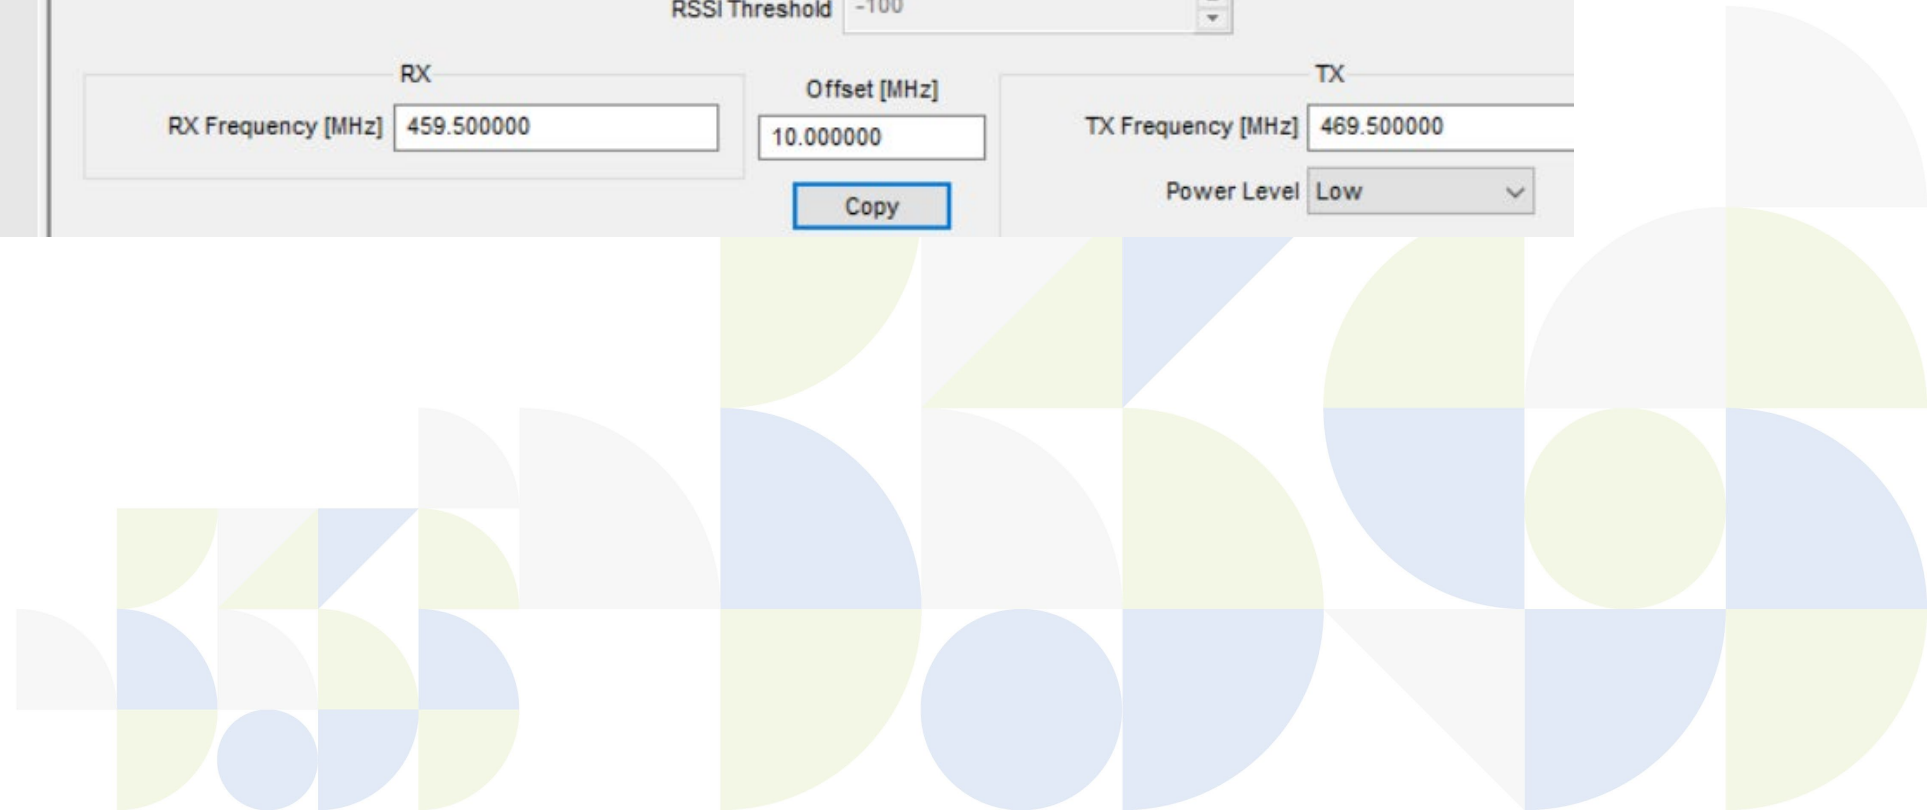 RSSI Threshold -100
RX
Offset [MHz]
TX
RX Frequency [MHz] 459.500000
10.000000
TX Frequency [MHz] 469.500000
Power Level Low
Copy